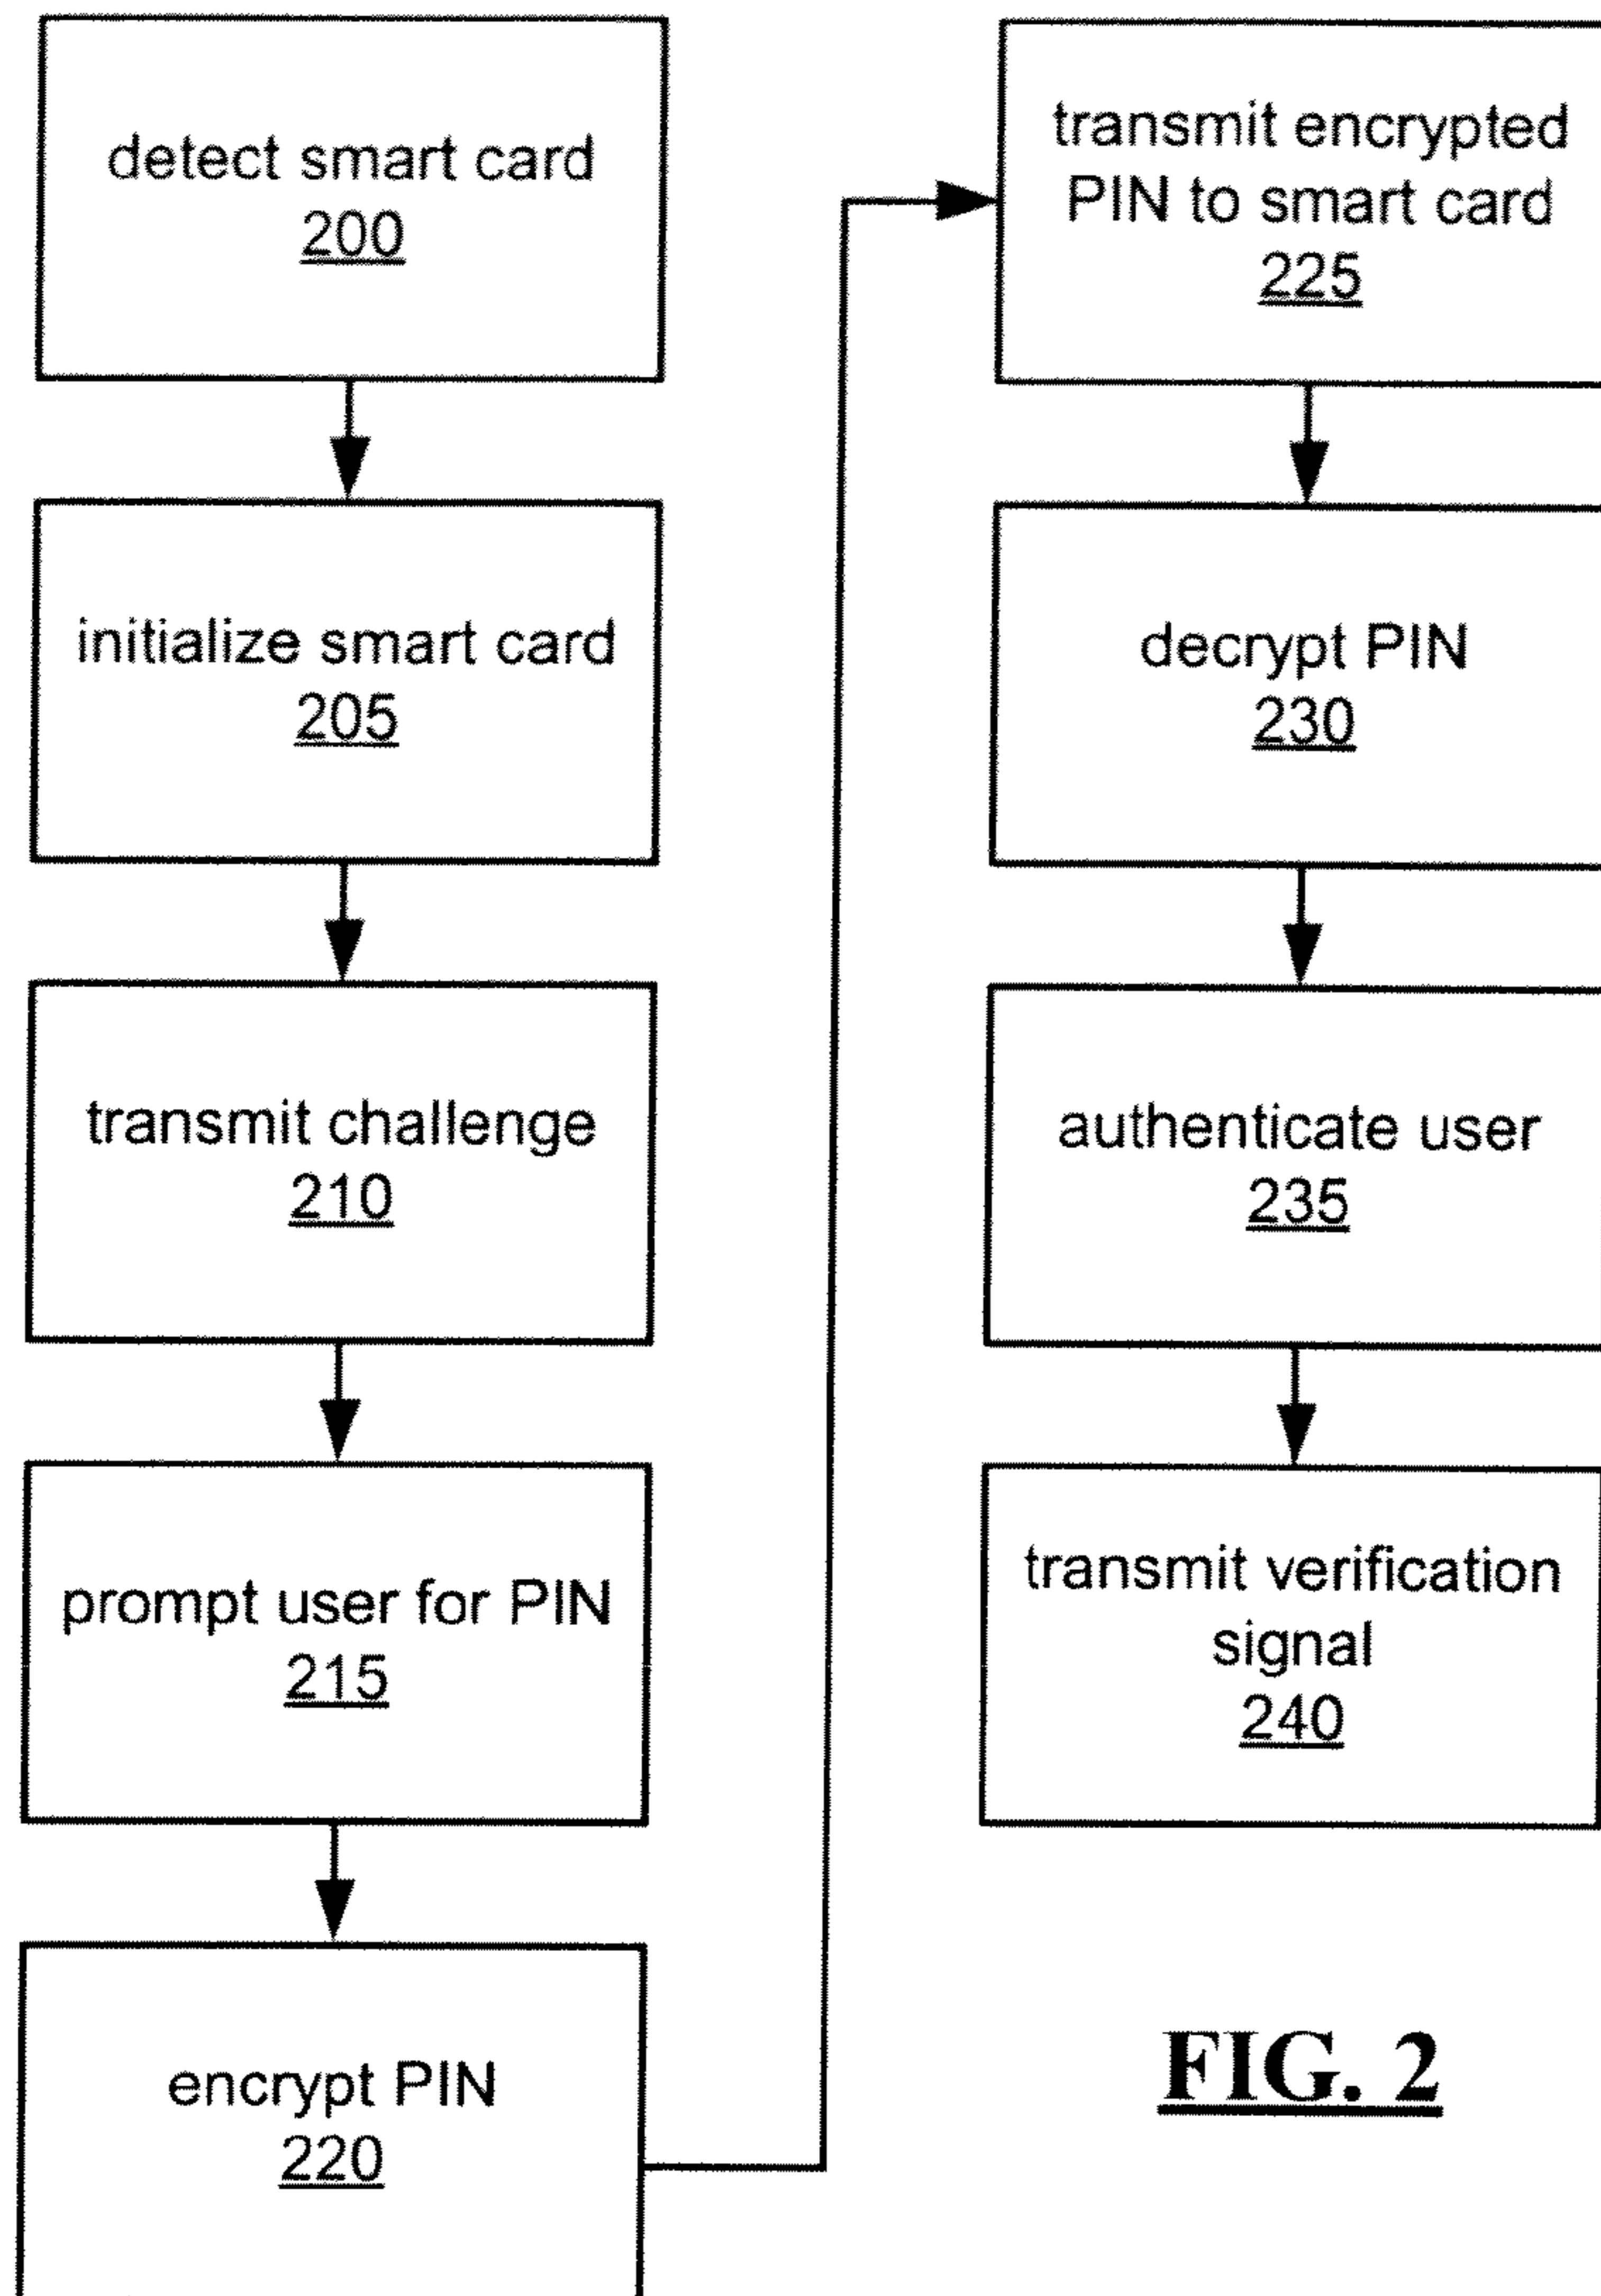 detect smart card
200
initialize smart card
205
transmit challenge
210
prompt user for PIN
215
encrypt PIN
220
transmit encrypted
PIN to smart card
225
decrypt PIN
230
authenticate user
235
transmit verification
signal
240
FIG. 2